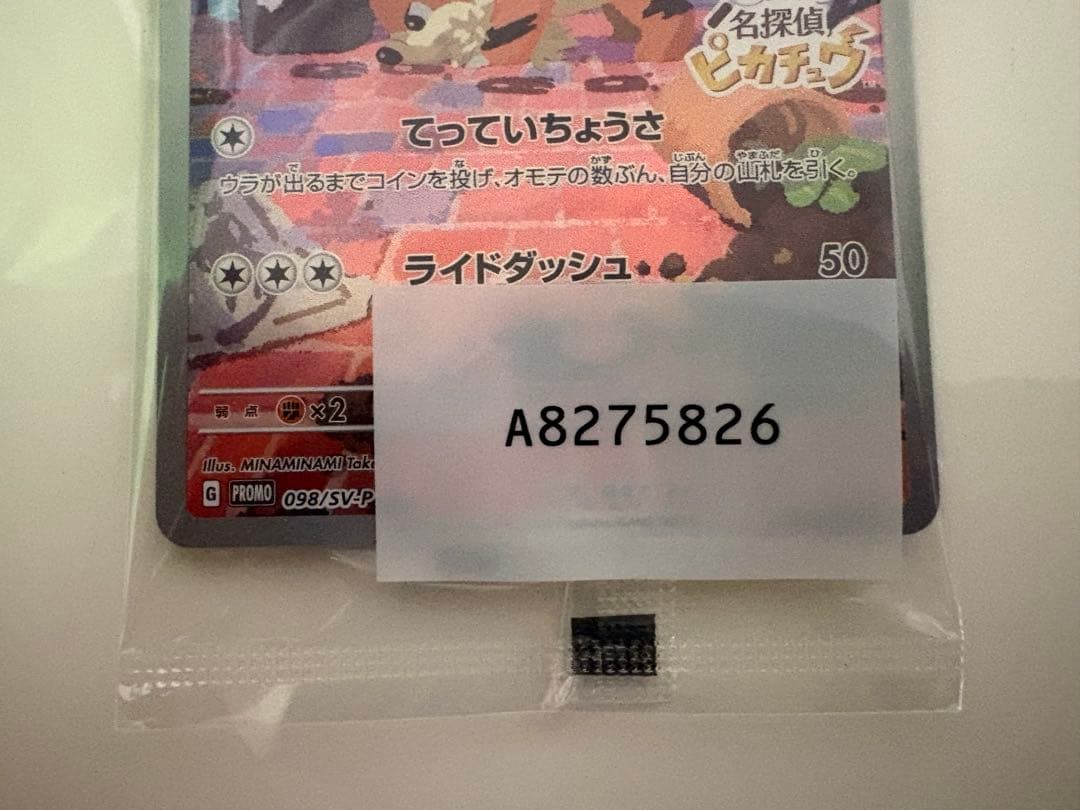 名探偵
ピカチュウ
てっていちょうさ
ウラが出るまでコインを投げ、オモテの数ぶん、自分の山札を引く。
ライドダッシュ 50
A8275826
弱点 ×2
Illus. MINAMINAMI Take
G PROMO 098/SV-P